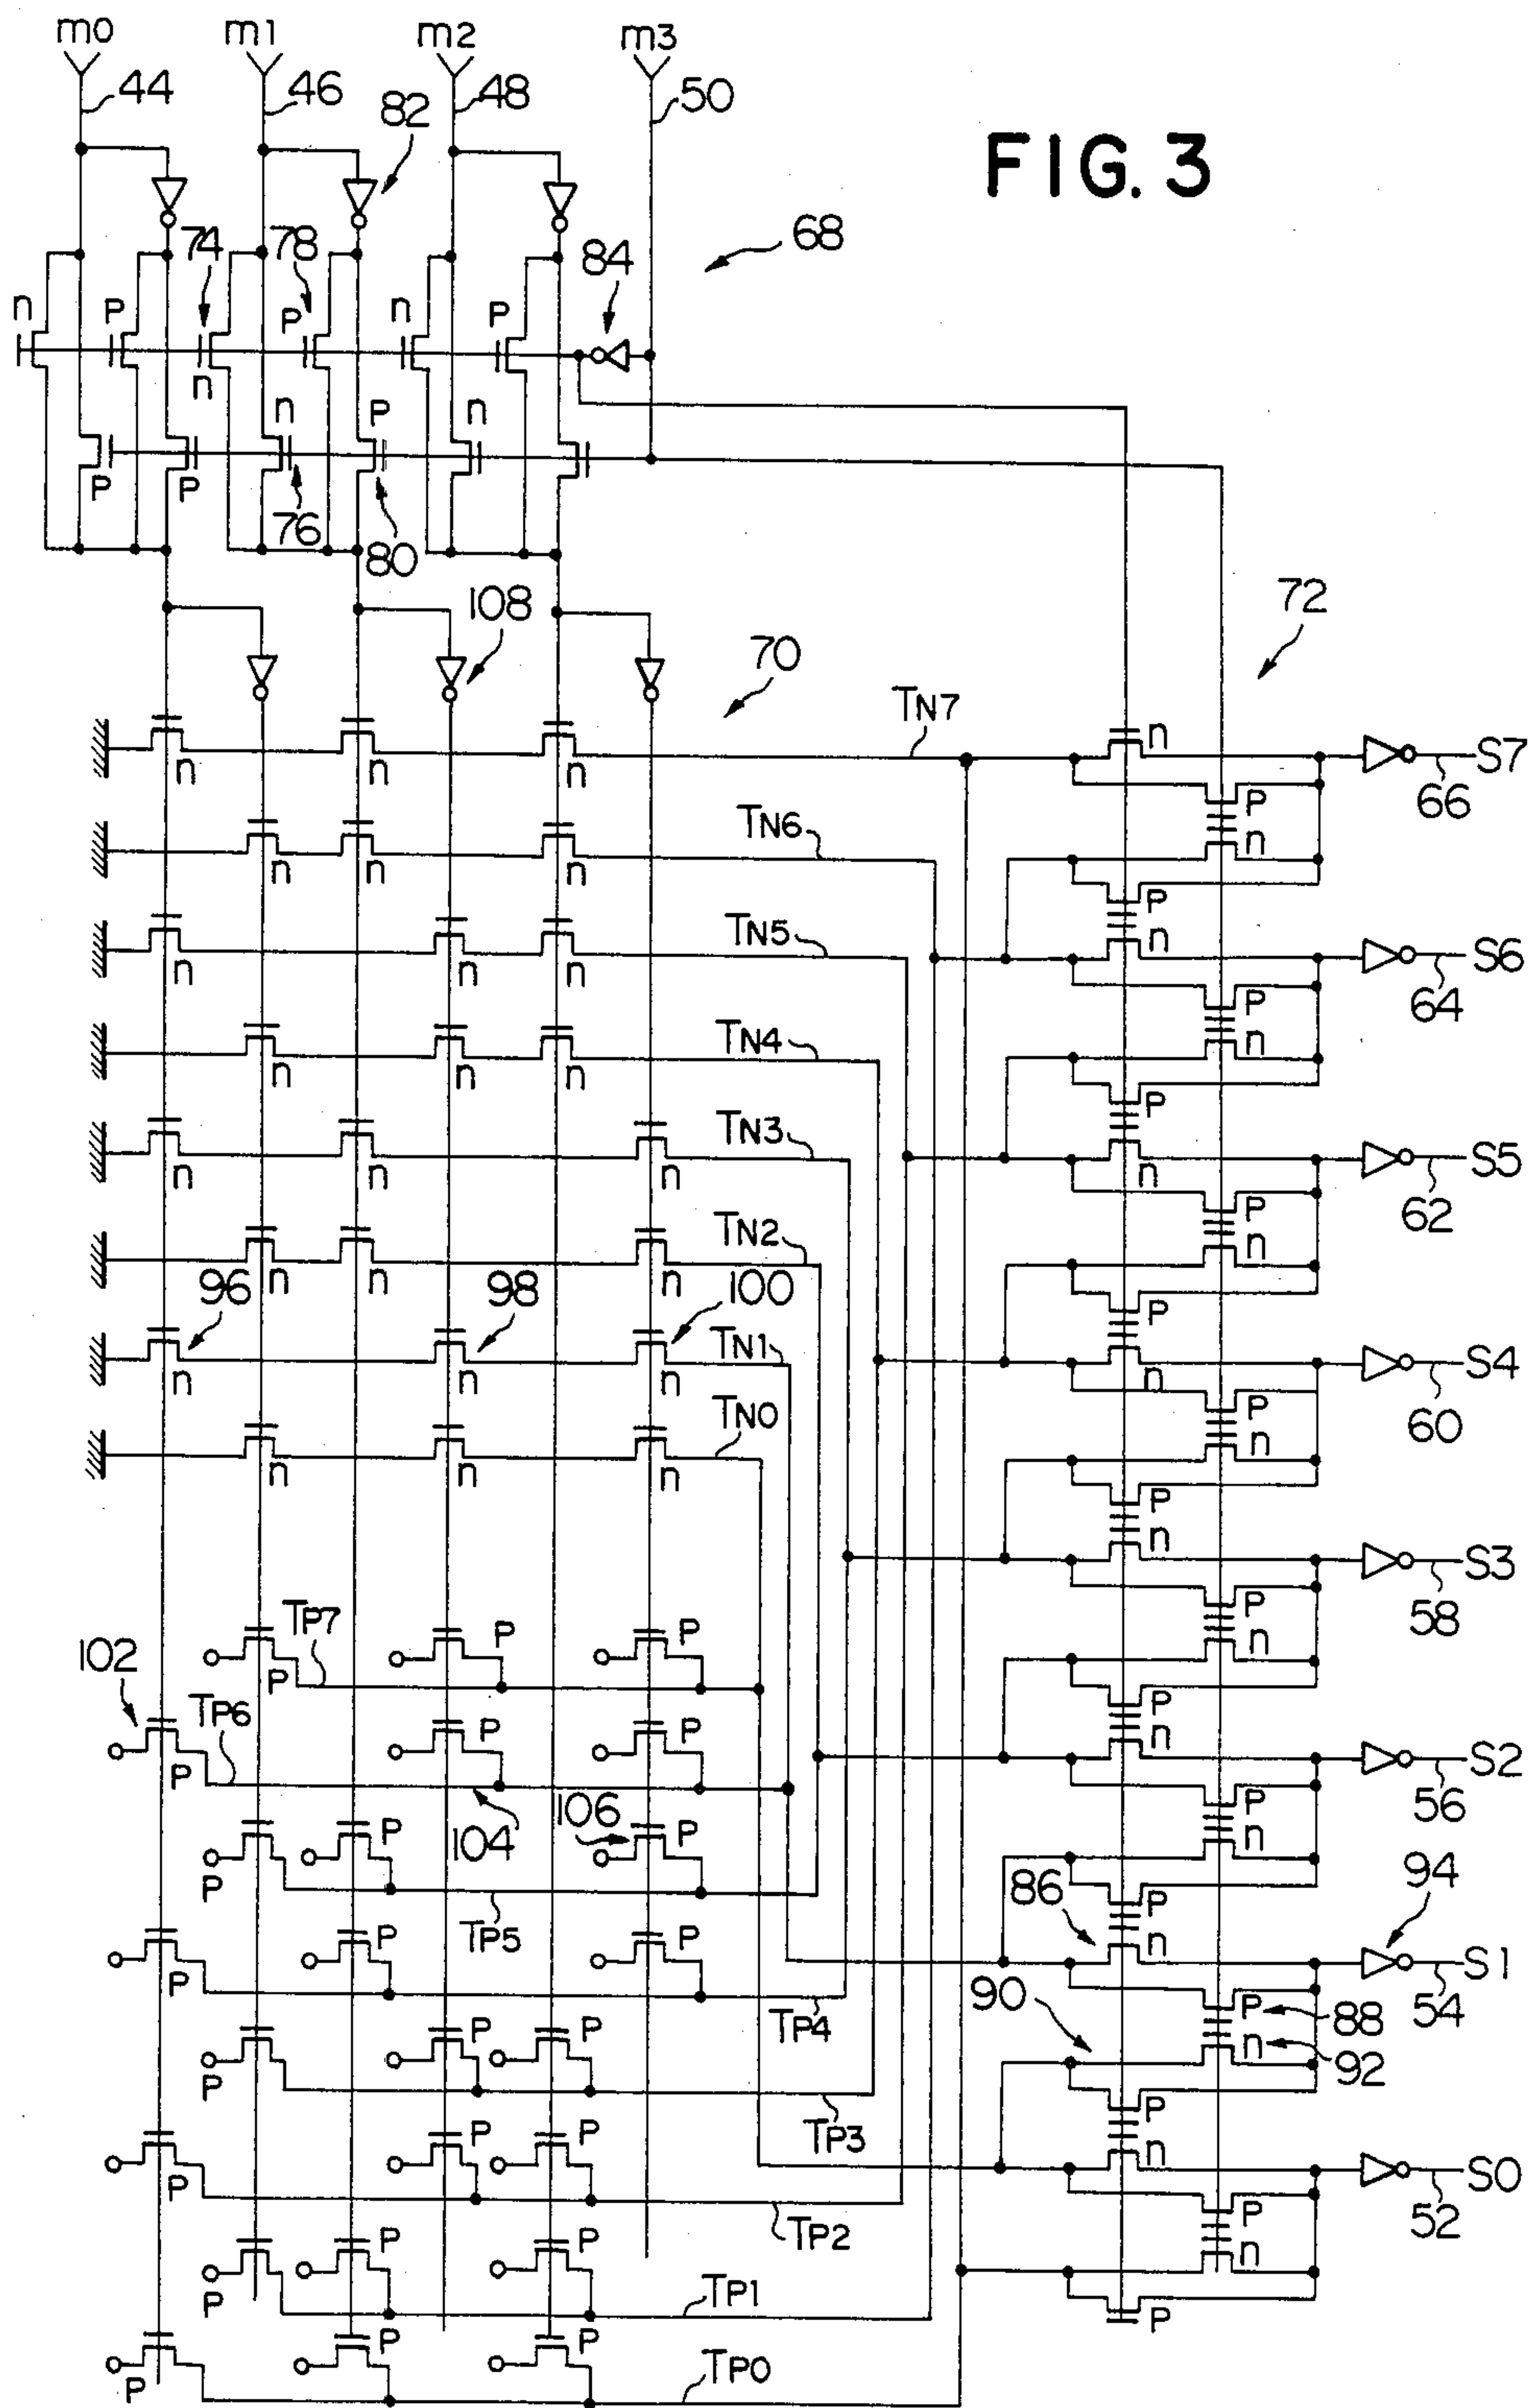 m0 m1 m2 m3
44 46 82 48 50
FIG. 3
74 78 84 68
n P P n P
n n P n
P P 76 80
108 72
70
TN7 n S7
n n n P 66
TN6 n
n n n P
TN5 n S6
n n n P 64
TN4 n
n n n P
TN3 n S5
n n n P 62
TN2 n
n n n P
96 98 100
TN1 n S4
n n n P 60
TN0 n
n n n P
n S3
P 58
TP7 P P n
102 P P
TP6 P P n S2
P P 56
104 106 P P n
P 86 94
P TP5 P
P P n S1
P 90 P 88 54
TP4 n 92
P P
P P
TP3 n S0
P P
P P 52
TP2 n
P P
P TP1 P
P P
P TP0